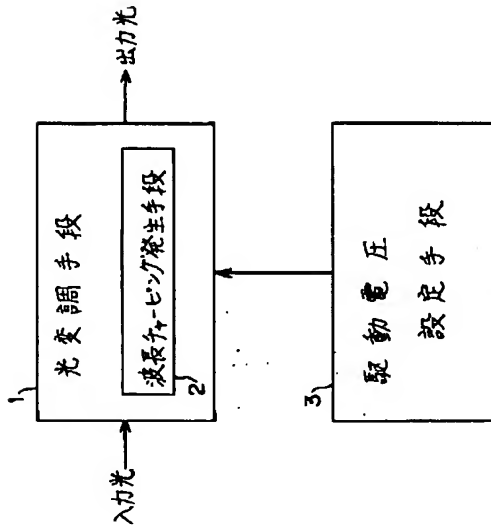 1
光変調手段
入力光
出力光
波長チャーピング発生手段
2
3
駆動電圧
設定手段